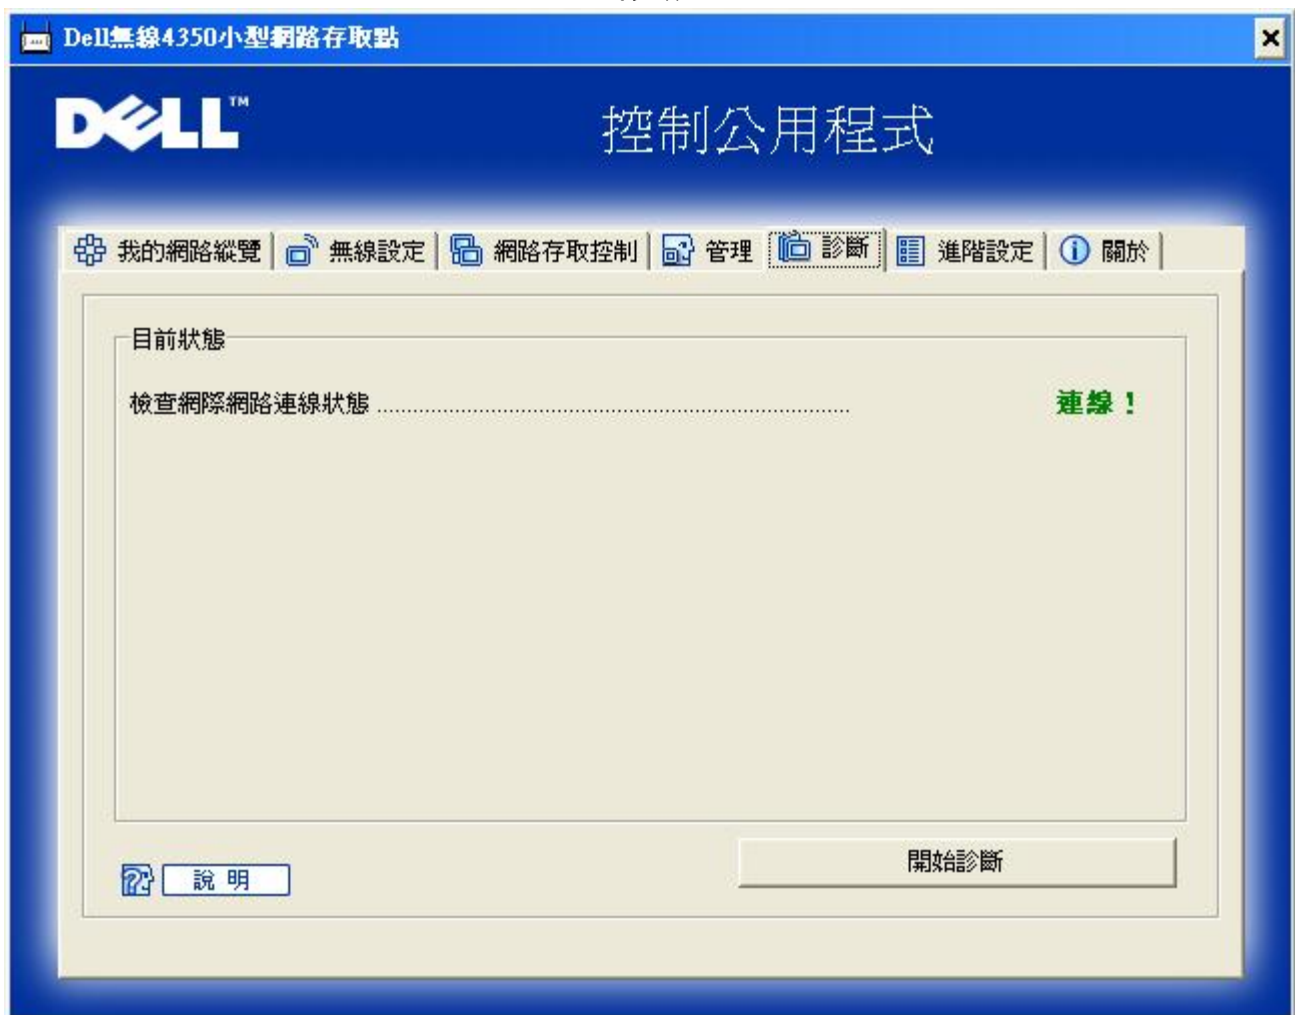 Dell無線4350小型網路存取點
DELL™
控制公用程式
我的網路縱覽 無線設定 網路存取控制 管理 診斷 進階設定 關於
目前狀態
檢查網際網路連線狀態 ................................................................................ 連線！
說 明
開始診斷